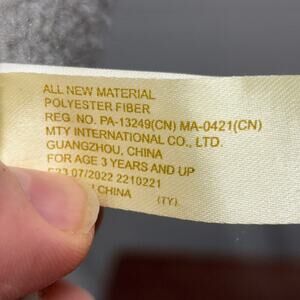 ALL NEW MATERIAL
POLYESTER FIBER
REG. NO. PA-13249(CN) MA-0421(CN)
MTY INTERNATIONAL CO., LTD.
GUANGZHOU, CHINA
FOR AGE 3 YEARS AND UP
07/2022 2210221
CHINA (TY)